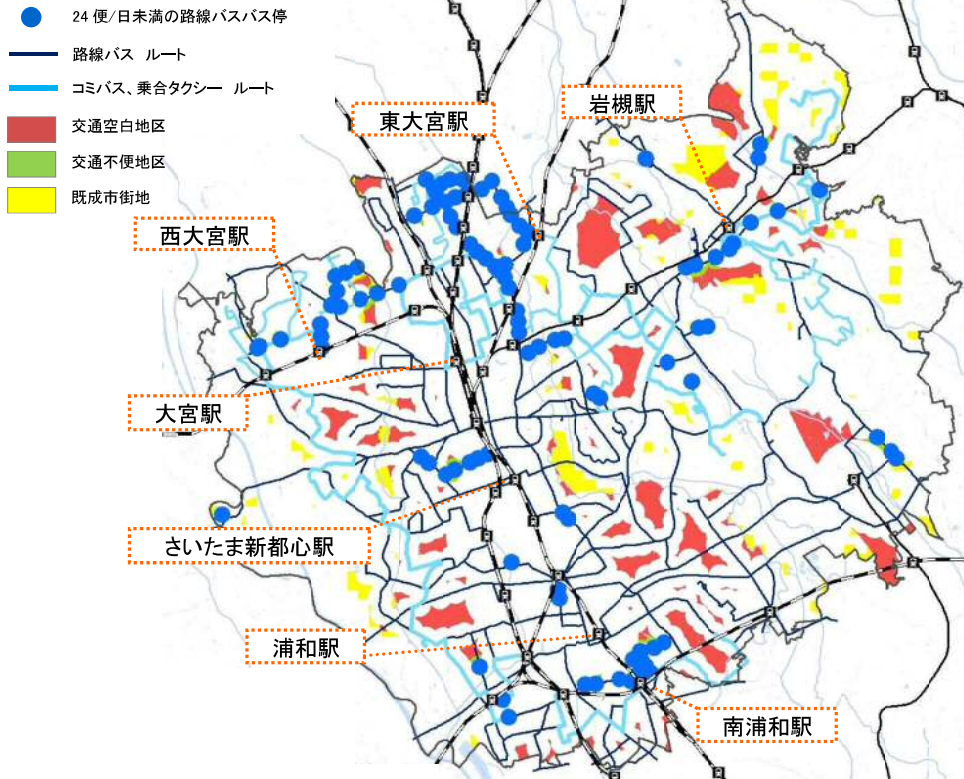 24 便/日未満の路線バスバス停
路線バス　ルート
コミバス、乗合タクシー　ルート
交通空白地区
交通不便地区
既成市街地
岩槻駅
東大宮駅
西大宮駅
大宮駅
さいたま新都心駅
浦和駅
南浦和駅